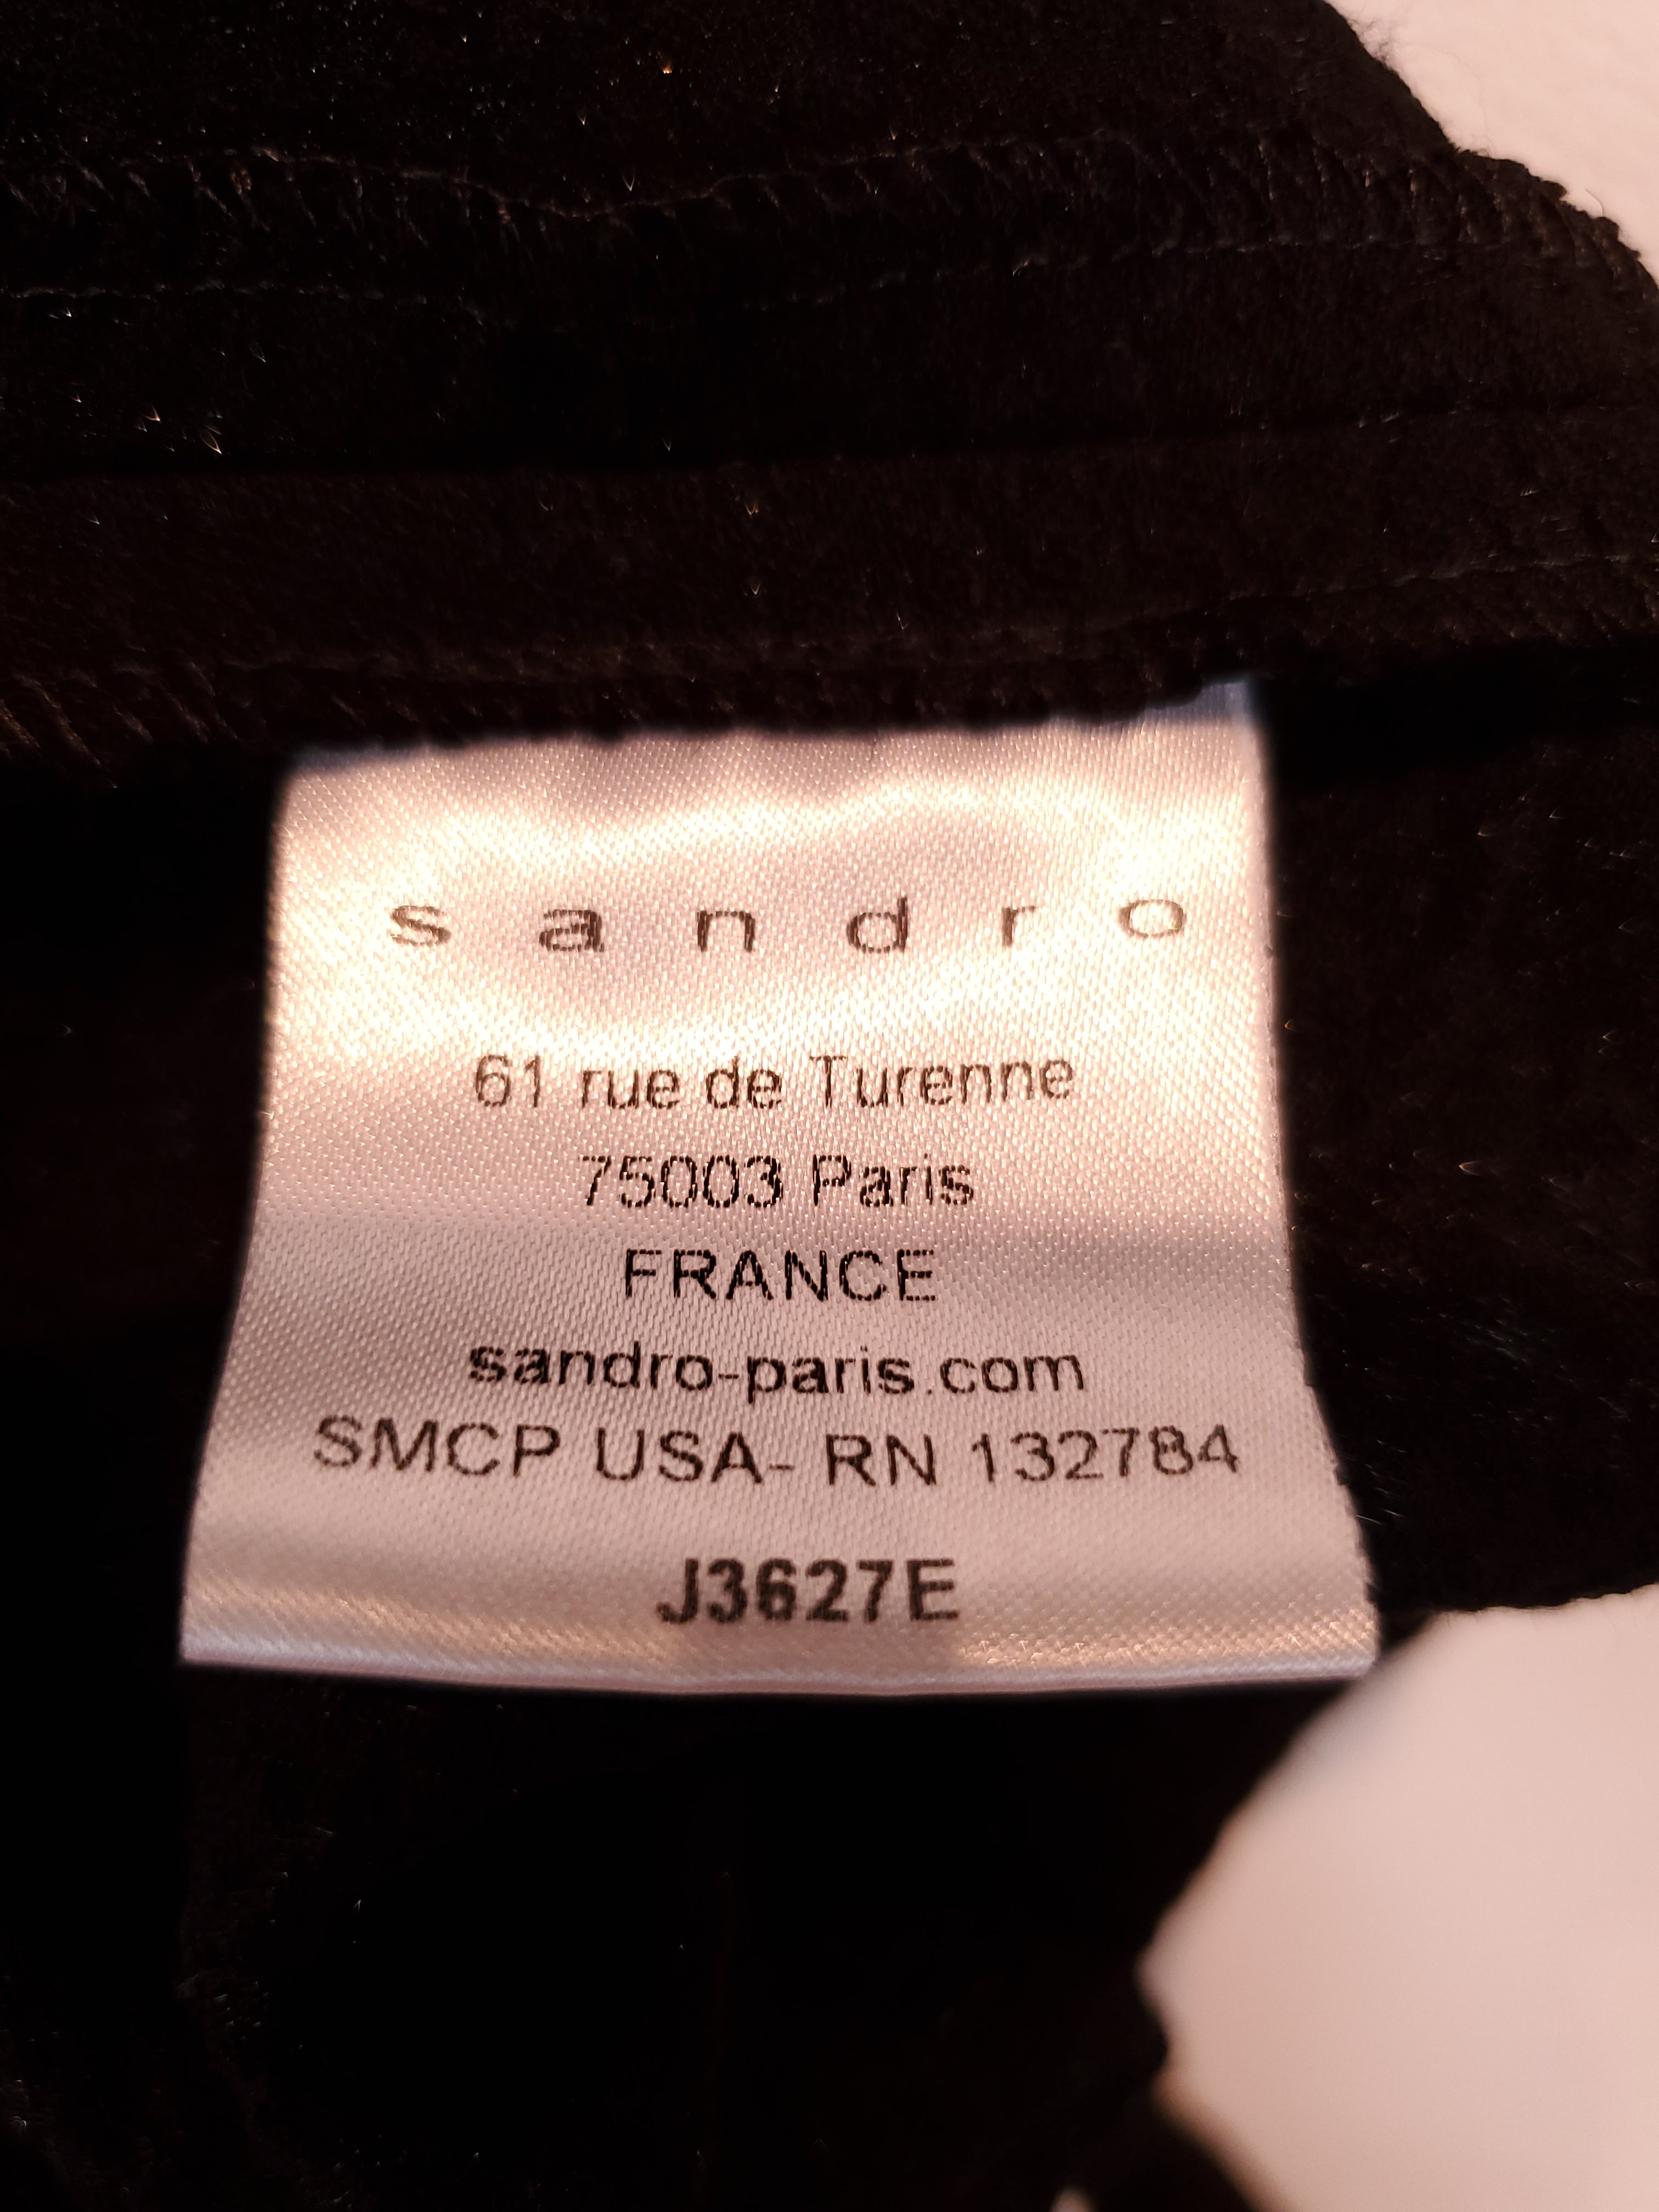 sandro
61 rue de Turenne
75003 Paris
FRANCE
sandro-paris.com
SMCP USA- RN 132784
J3627E